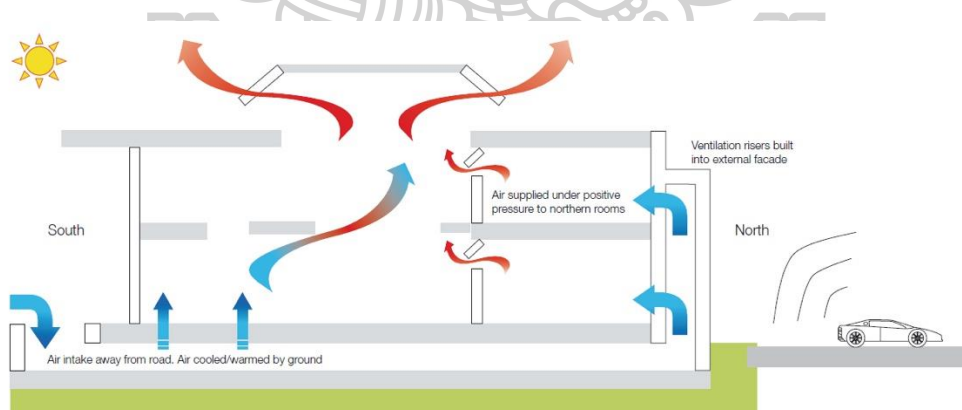 Ventilation risers built
into external facade
Air supplied under positive
pressure to northern rooms
South
North
Air intake away from road. Air cooled/warmed by ground